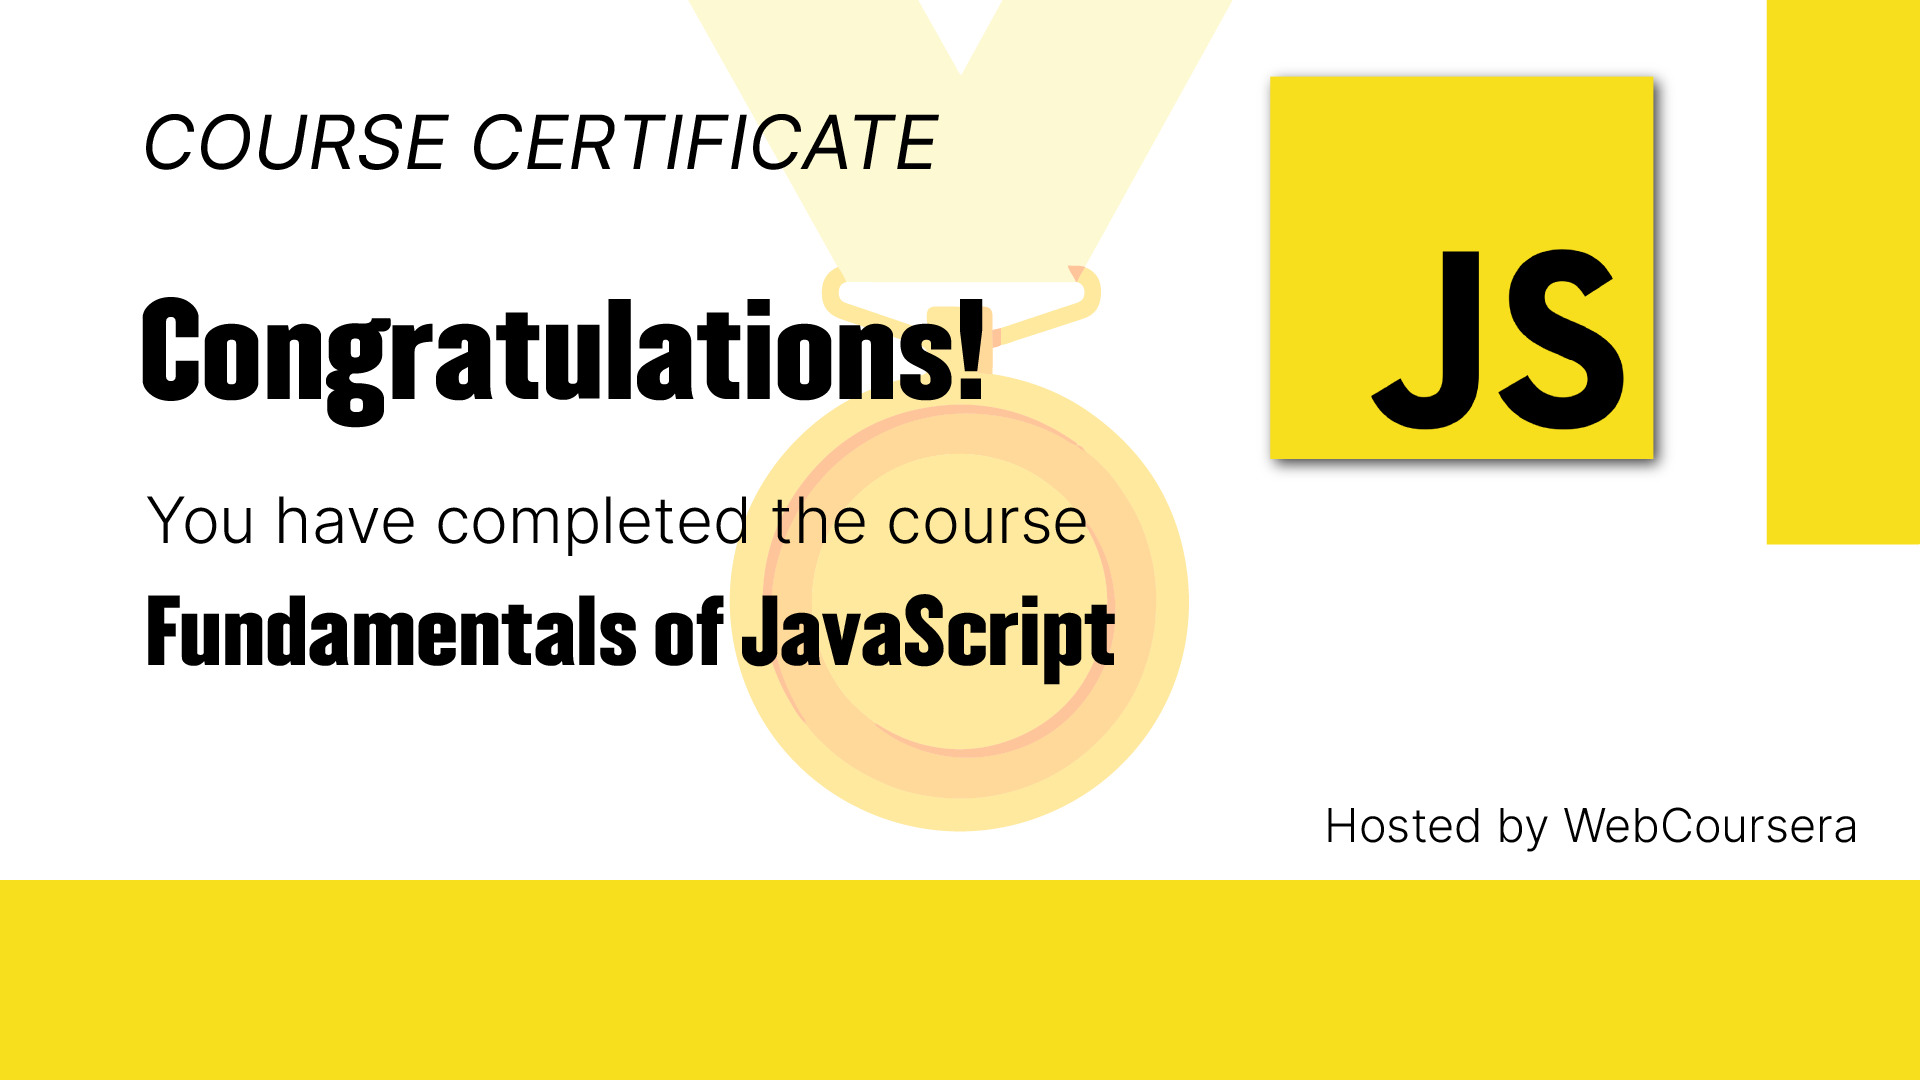 COURSE CERTIFICATE
JS
Congratulations!
You have completed the course
Fundamentals of JavaScript
Hosted by WebCoursera